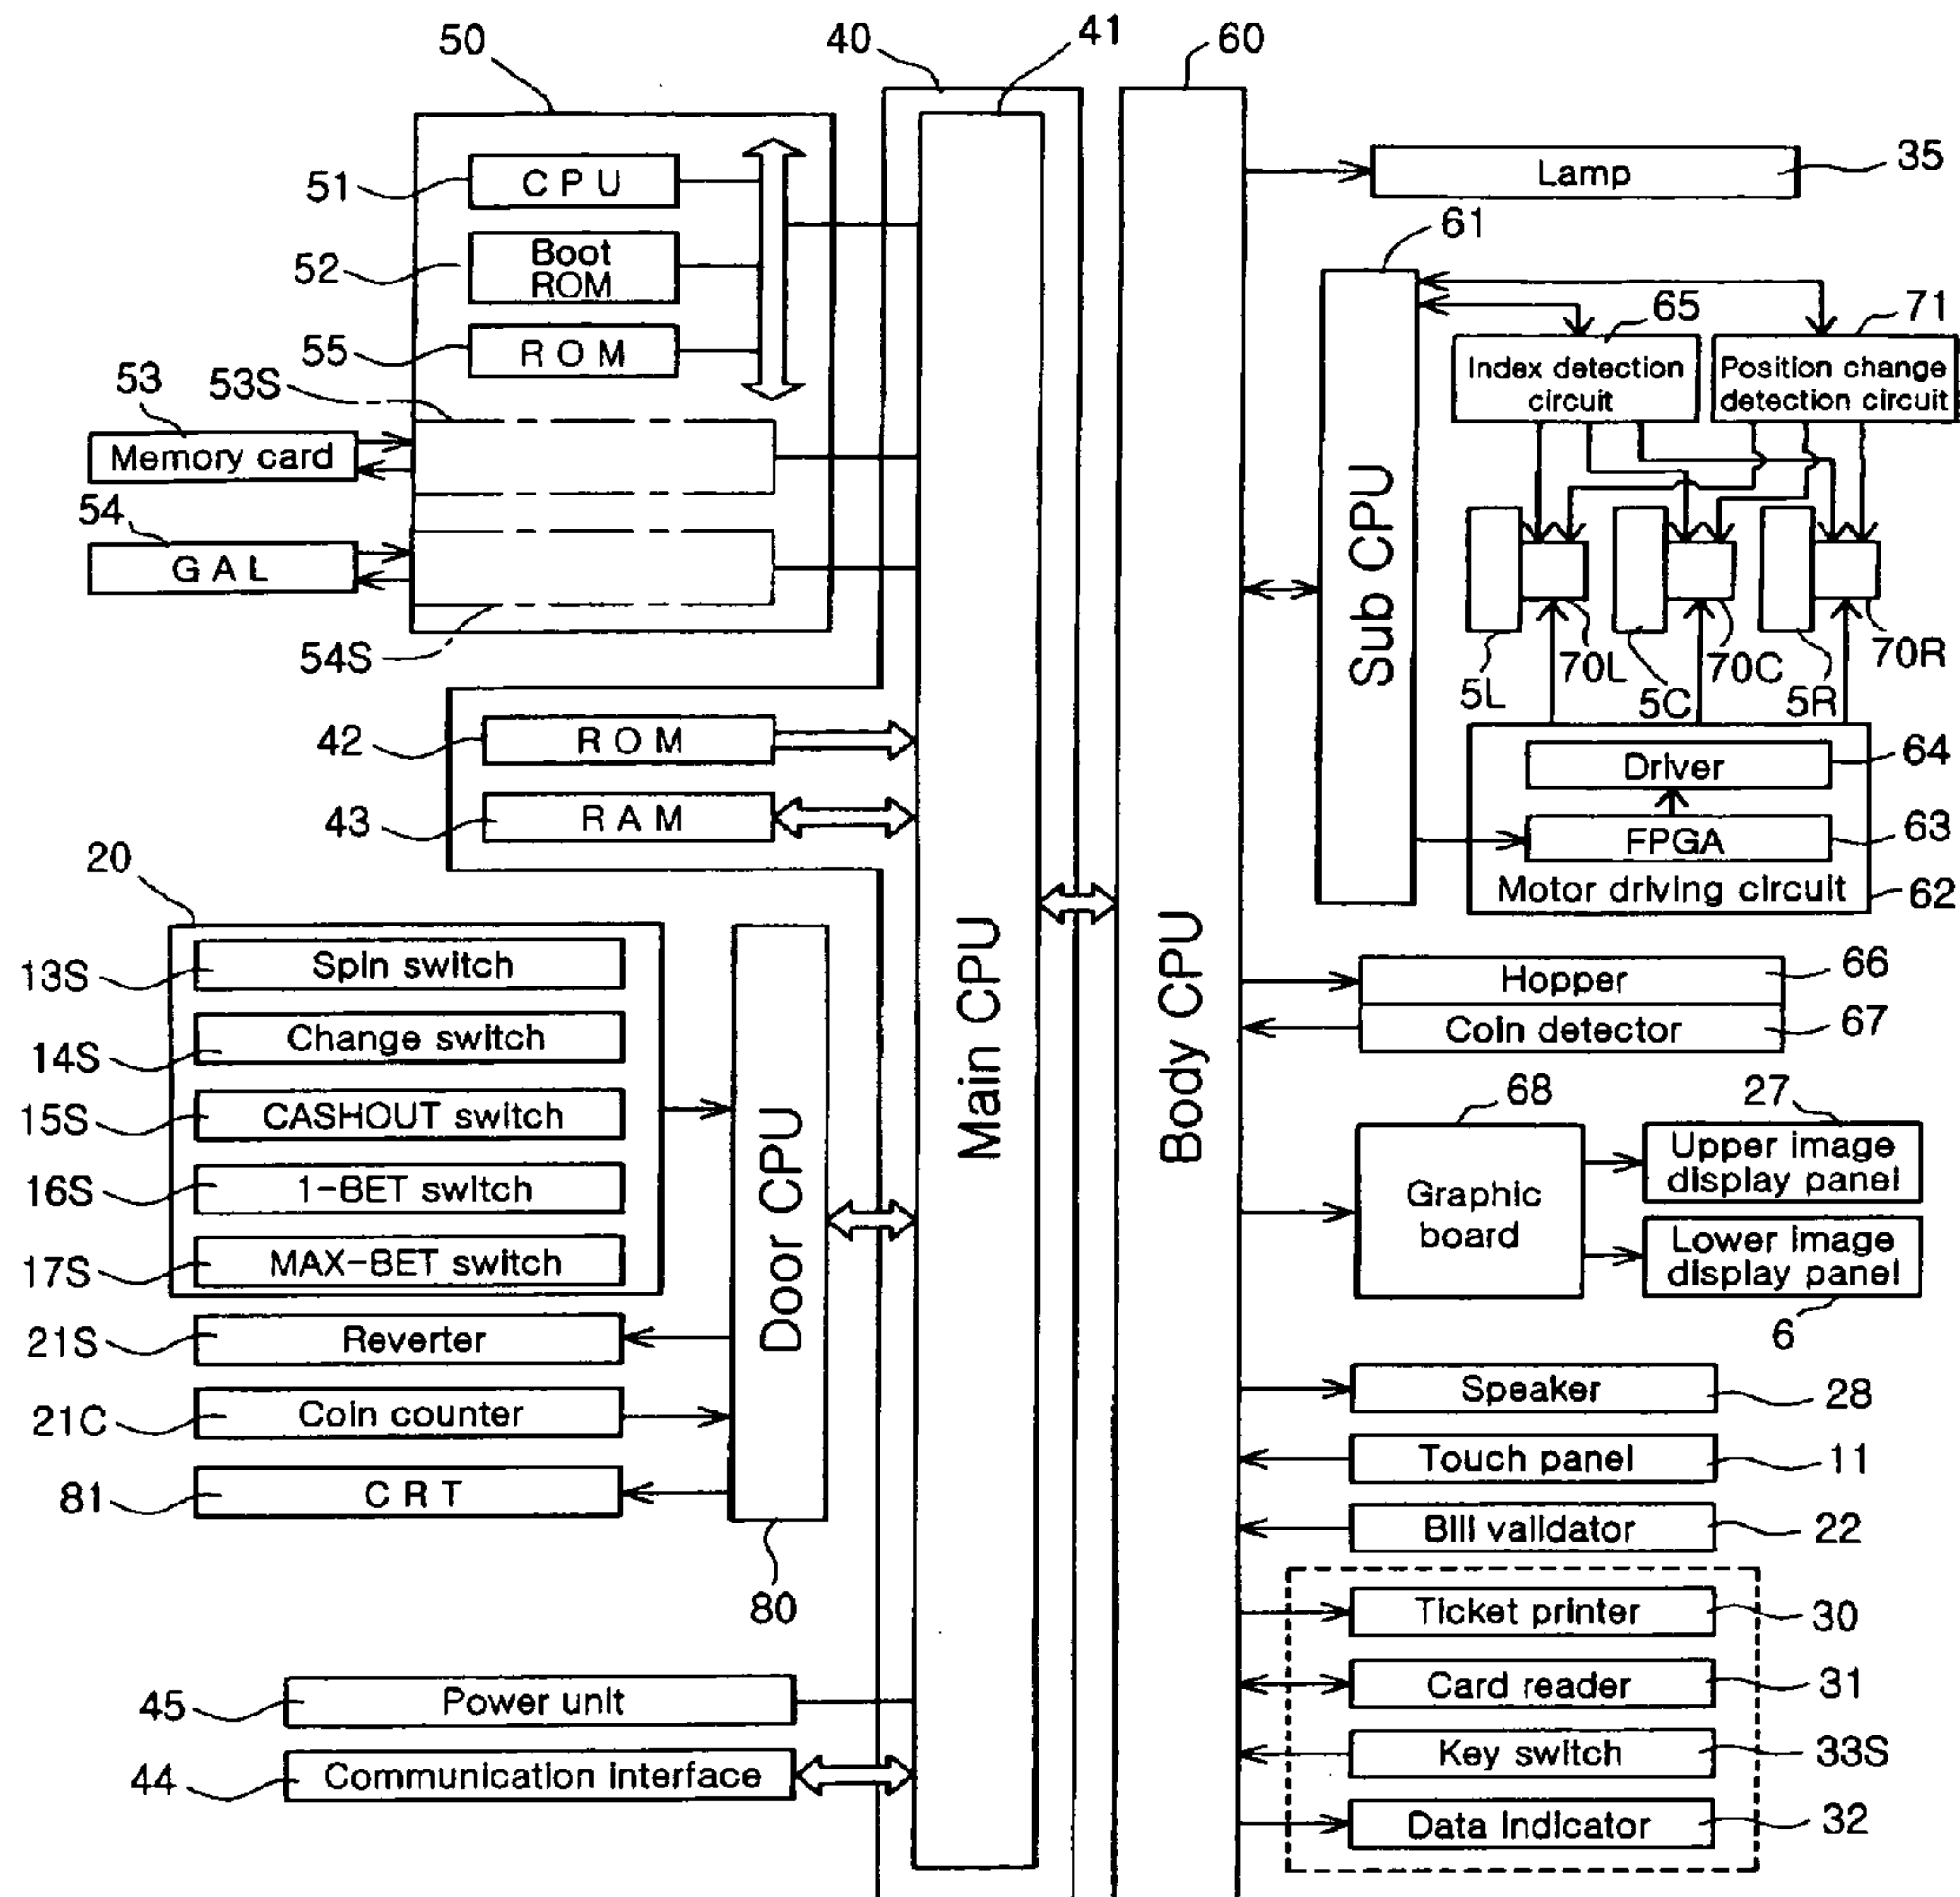 50
40
41
60
51
C P U
52
Boot
ROM
55
R O M
53
53S
Memory card
54
G A L
54S
42
R O M
43
R A M
20
13S
Spin switch
14S
Change switch
15S
CASHOUT switch
16S
1-BET switch
17S
MAX-BET switch
21S
Reverter
21C
Coin counter
81
C R T
Door CPU
80
45
Power unit
44
Communication interface
Main CPU
Body CPU
Lamp
35
61
Sub CPU
65
71
Index detection
circuit
Position change
detection circuit
5L
70L
5C
70C
5R
70R
Driver
64
FPGA
63
Motor driving circuit
62
Hopper
66
Coin detector
67
68
27
Graphic
board
Upper image
display panel
Lower image
display panel
6
Speaker
28
Touch panel
11
Bill validator
22
Ticket printer
30
Card reader
31
Key switch
33S
Data indicator
32